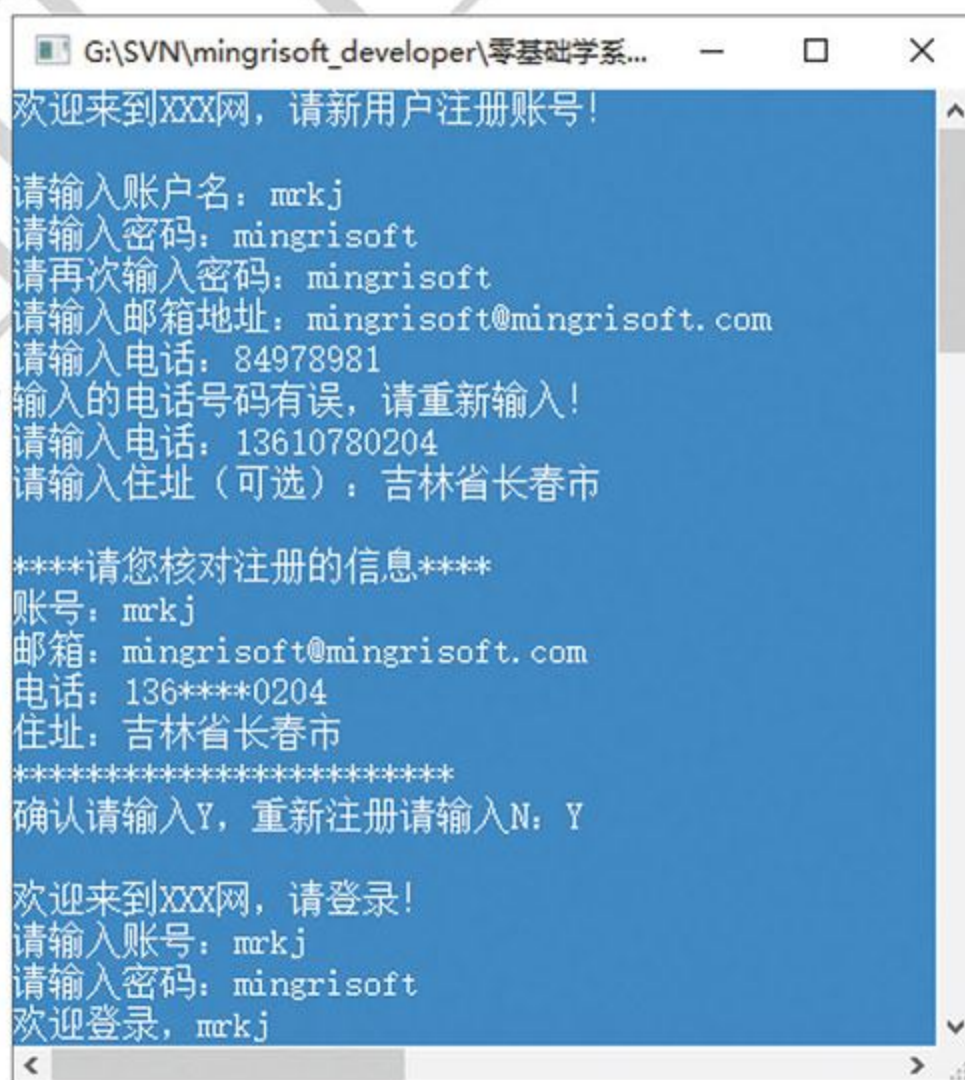 G:\SVN\mingrisoft_developer\零基础学系...
欢迎来到XXX网，请新用户注册账号！
请输入账户名：mrkj
请输入密码：mingrisoft
请再次输入密码：mingrisoft
请输入邮箱地址：mingrisoft@mingrisoft.com
请输入电话：84978981
输入的电话号码有误，请重新输入！
请输入电话：13610780204
请输入住址（可选）：吉林省长春市
****请您核对注册的信息****
账号：mrkj
邮箱：mingrisoft@mingrisoft.com
电话：136****0204
住址：吉林省长春市
************************
确认请输入Y，重新注册请输入N：Y
欢迎来到XXX网，请登录！
请输入账号：mrkj
请输入密码：mingrisoft
欢迎登录，mrkj